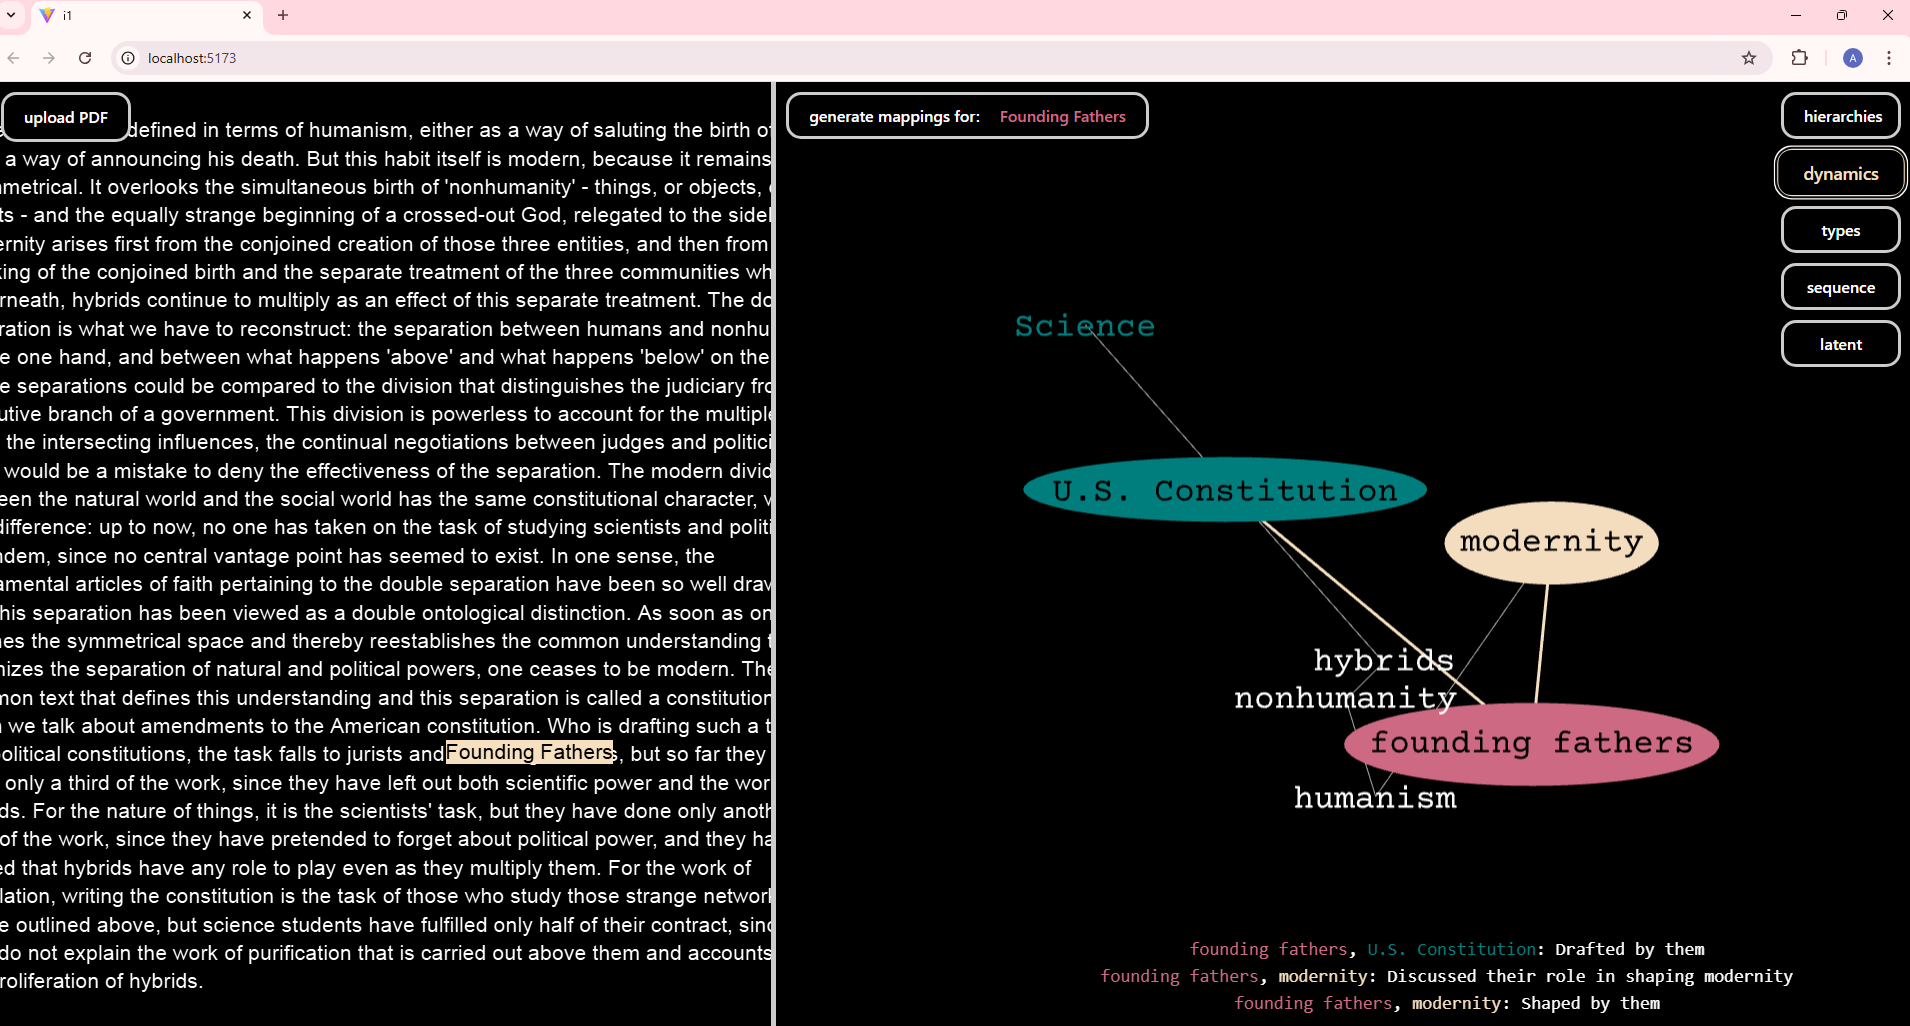 i1
localhost:5173
A
upload PDF
defined in terms of humanism, either as a way of saluting the birth of
a way of announcing his death. But this habit itself is modern, because it remains
metrical. It overlooks the simultaneous birth of 'nonhumanity' - things, or objects,
ts - and the equally strange beginning of a crossed-out God, relegated to the sidel
ernity arises first from the conjoined creation of those three entities, and then from
king of the conjoined birth and the separate treatment of the three communities wh
rneath, hybrids continue to multiply as an effect of this separate treatment. The do
ration is what we have to reconstruct: the separation between humans and nonhu
e one hand, and between what happens 'above' and what happens 'below' on the
e separations could be compared to the division that distinguishes the judiciary fro
utive branch of a government. This division is powerless to account for the multiple
the intersecting influences, the continual negotiations between judges and politici
would be a mistake to deny the effectiveness of the separation. The modern divid
een the natural world and the social world has the same constitutional character, v
difference: up to now, no one has taken on the task of studying scientists and politi
ndem, since no central vantage point has seemed to exist. In one sense, the
amental articles of faith pertaining to the double separation have been so well drav
his separation has been viewed as a double ontological distinction. As soon as on
nes the symmetrical space and thereby reestablishes the common understanding t
nizes the separation of natural and political powers, one ceases to be modern. The
mon text that defines this understanding and this separation is called a constitution
we talk about amendments to the American constitution. Who is drafting such a t
political constitutions, the task falls to jurists and Founding Fathers, but so far they
only a third of the work, since they have left out both scientific power and the wor
ds. For the nature of things, it is the scientists' task, but they have done only anoth
of the work, since they have pretended to forget about political power, and they ha
ed that hybrids have any role to play even as they multiply them. For the work of
lation, writing the constitution is the task of those who study those strange network
e outlined above, but science students have fulfilled only half of their contract, sinc
do not explain the work of purification that is carried out above them and accounts
roliferation of hybrids.
generate mappings for: Founding Fathers
hierarchies
dynamics
types
sequence
latent
Science
U.S. Constitution
modernity
hybrids
nonhumanity
founding fathers
humanism
founding fathers, U.S. Constitution: Drafted by them
founding fathers, modernity: Discussed their role in shaping modernity
founding fathers, modernity: Shaped by them